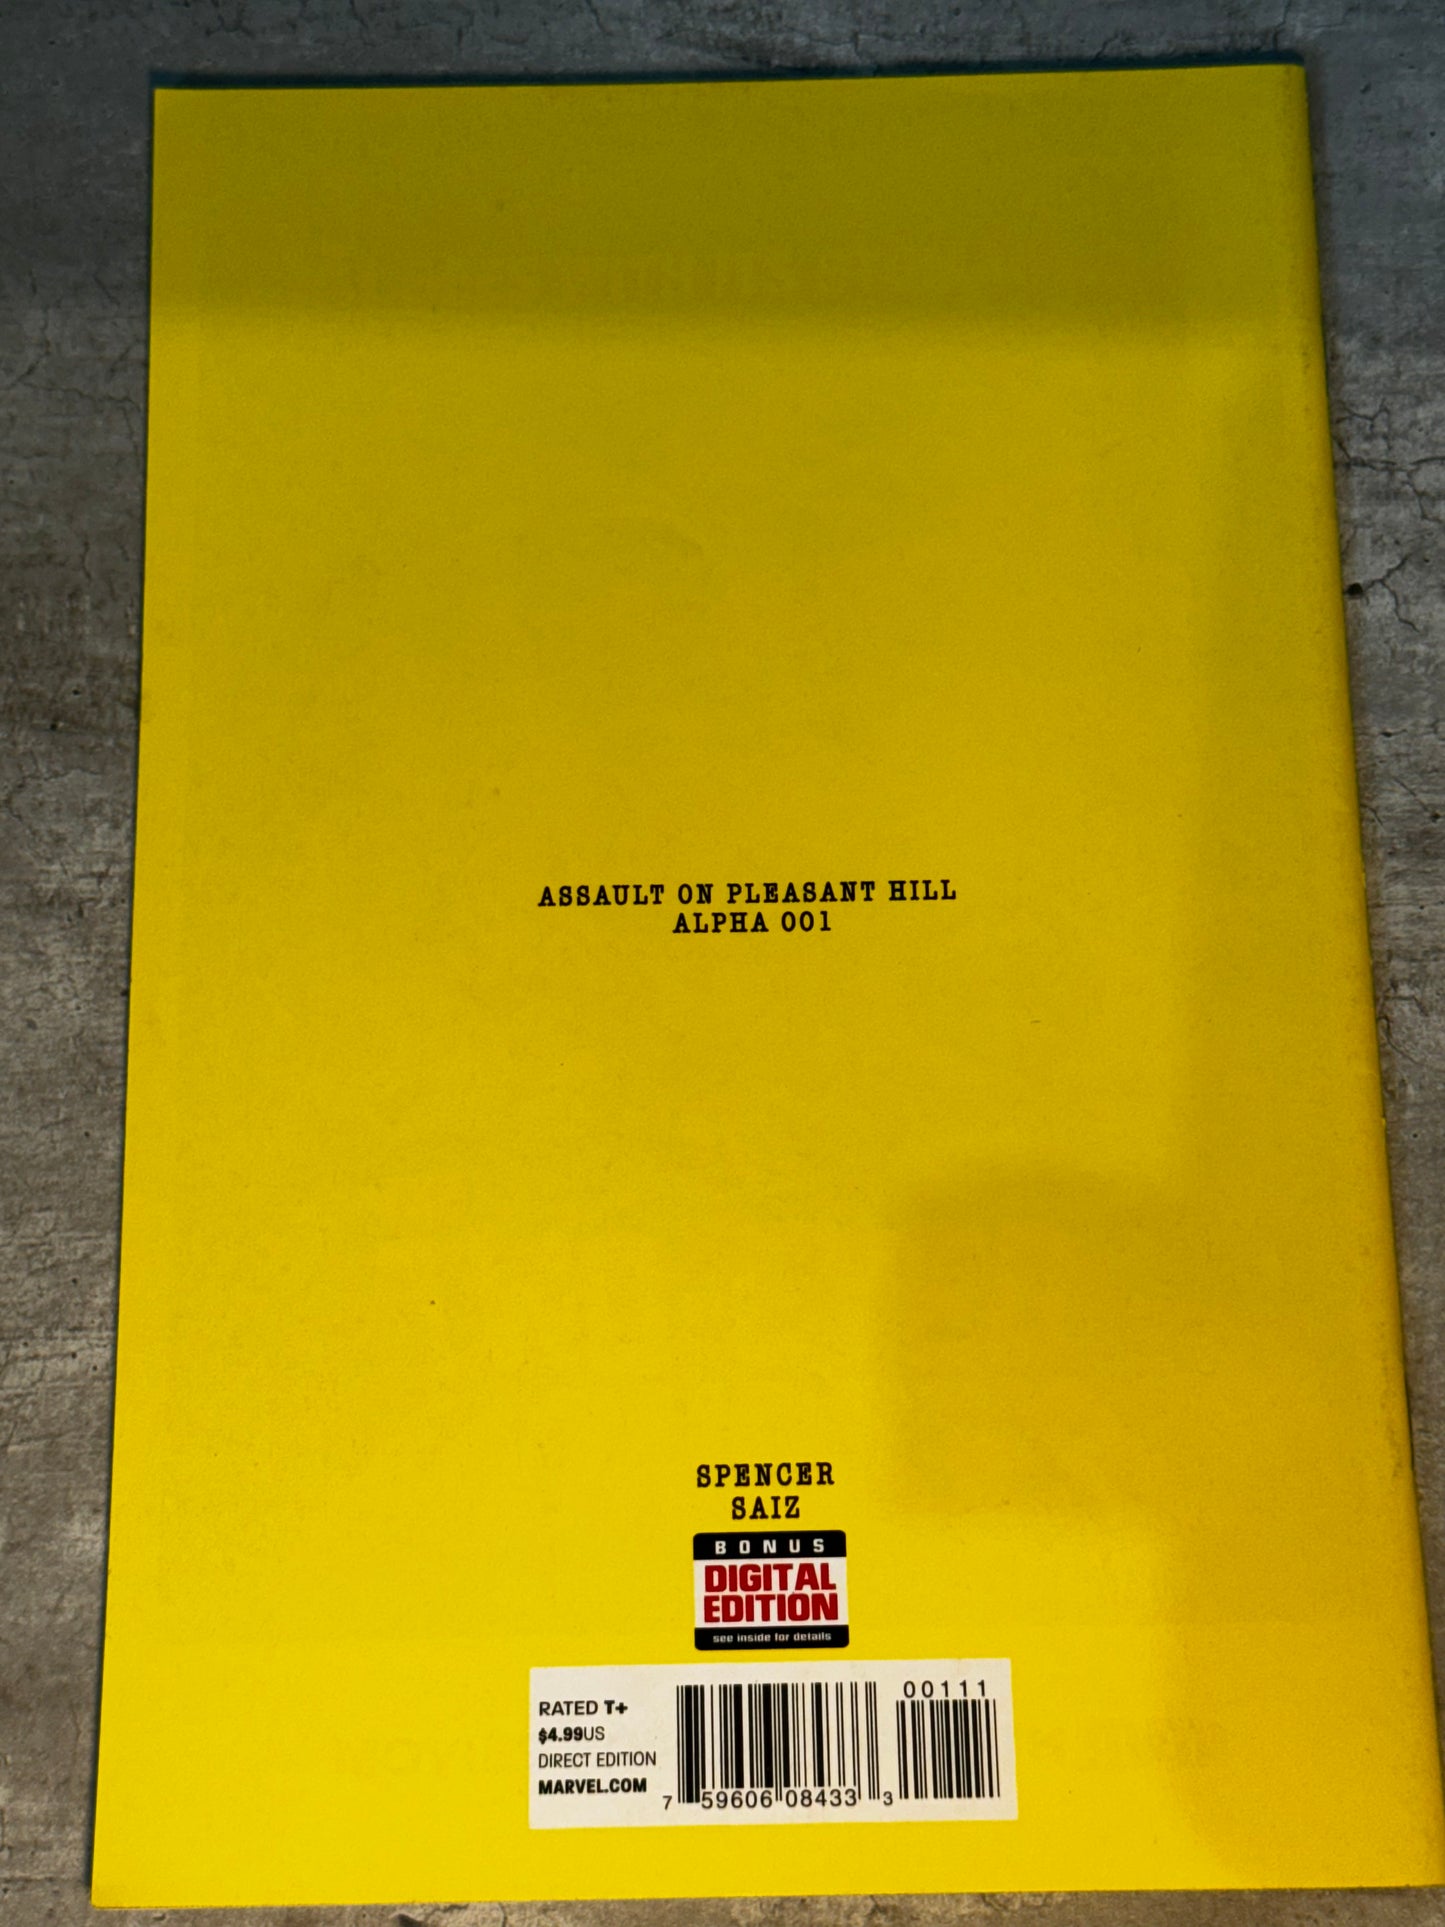 ASSAULT ON PLEASANT HILL
ALPHA 001
SPENCER
SAIZ
BONUS
DIGITAL
EDITION
see inside for details
RATED T+
$4.99US
DIRECT EDITION
MARVEL.COM
00111
7 59606 08433 3